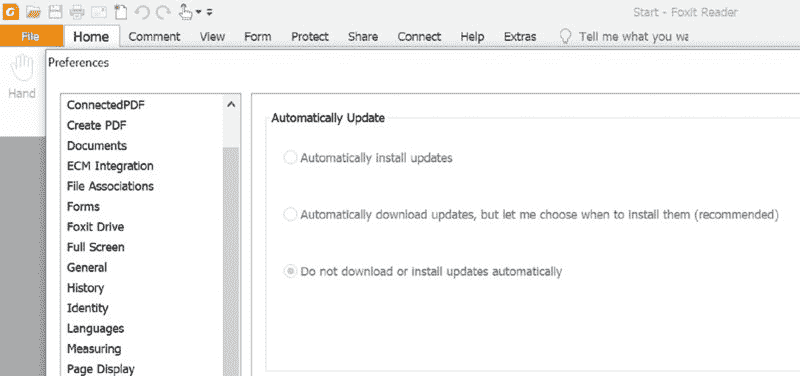 Start - Foxit Reader
File Home Comment View Form Protect Share Connect Help Extras Tell me what you wa
Hand
Preferences
ConnectedPDF
Create PDF
Documents
ECM Integration
File Associations
Forms
Foxit Drive
Full Screen
General
History
Identity
Languages
Measuring
Page Display
Automatically Update
Automatically install updates
Automatically download updates, but let me choose when to install them (recommended)
Do not download or install updates automatically